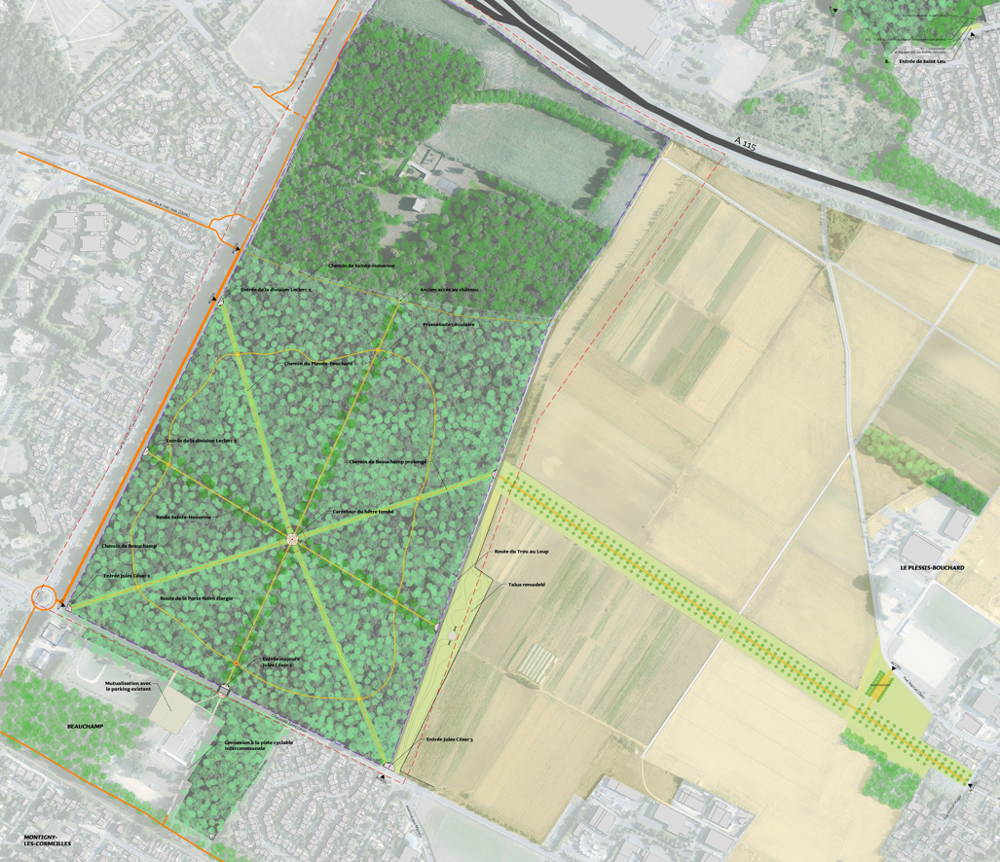 A 115
8. Entrée de Saint-Leu
Chemin de Sainte-Honorine
Entrée de la division Leclerc 1
Ancien accès au château
Promenade circulaire
Chemin du Plessis-Bouchard
Entrée de la division Leclerc 2
Chemin de Beauchamp prolongé
Carrefour du hêtre tombé
Route Sainte-Honorine
Chemin de Beauchamp
Route du Trou au Loup
LE PLESSIS-BOUCHARD
Entrée Jules César 1
Talus remodelé
Route de la Porte Noire élargie
Entrée majeure
Jules César 2
Mutualisation avec
le parking existant
BEAUCHAMP
Connexion à la piste cyclable
intercommunale
Entrée Jules César 3
MONTIGNY-
LES-CORMEILLES